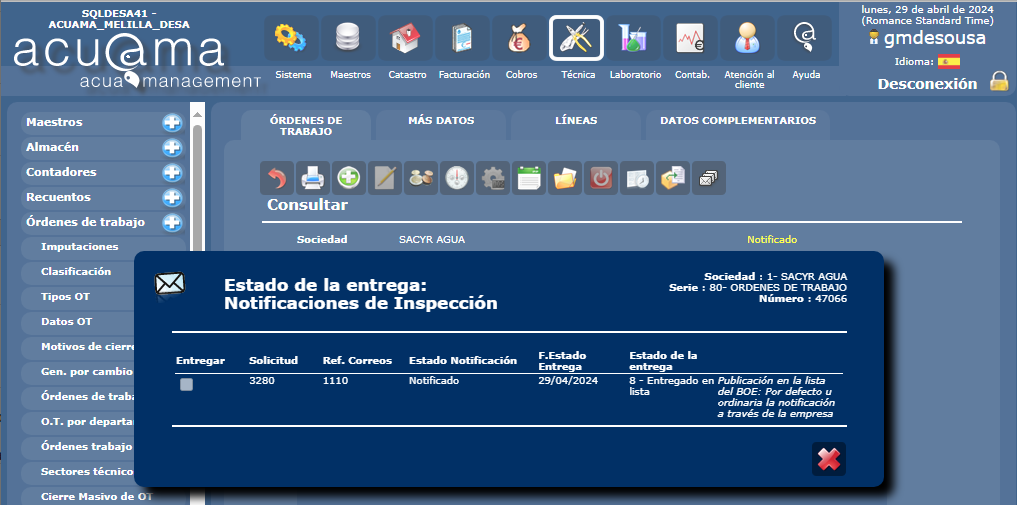 SQLDESA41 -
ACUAMA_MELILLA_DESA
acuama
acuamanagement
Sistema
Maestros
Catastro
Facturación
Cobros
Técnica
Laboratorio
Contab.
Atención al
cliente
Ayuda
lunes, 29 de abril de 2024
(Romance Standard Time)
gmdesousa
Idioma:
Desconexión
Maestros
Almacén
Contadores
Recuentos
Órdenes de trabajo
Imputaciones
Clasificación
Tipos OT
Datos OT
Motivos de cierre
Gen. por cambio
Órdenes de traba
O.T. por departa
Órdenes trabajo
Sectores técnico
Cierre Masivo de OT
ÓRDENES DE
TRABAJO
MÁS DATOS
LÍNEAS
DATOS COMPLEMENTARIOS
Consultar
Sociedad SACYR AGUA Notificado
Estado de la entrega:
Notificaciones de Inspección
Sociedad : 1- SACYR AGUA
Serie : 80- ORDENES DE TRABAJO
Número : 47066
Entregar Solicitud Ref. Correos Estado Notificación F.Estado
Entrega Estado de la
entrega
3280 1110 Notificado 29/04/2024 8 - Entregado en
lista
Publicación en la lista
del BOE: Por defecto u
ordinaria la notificación
a través de la empresa